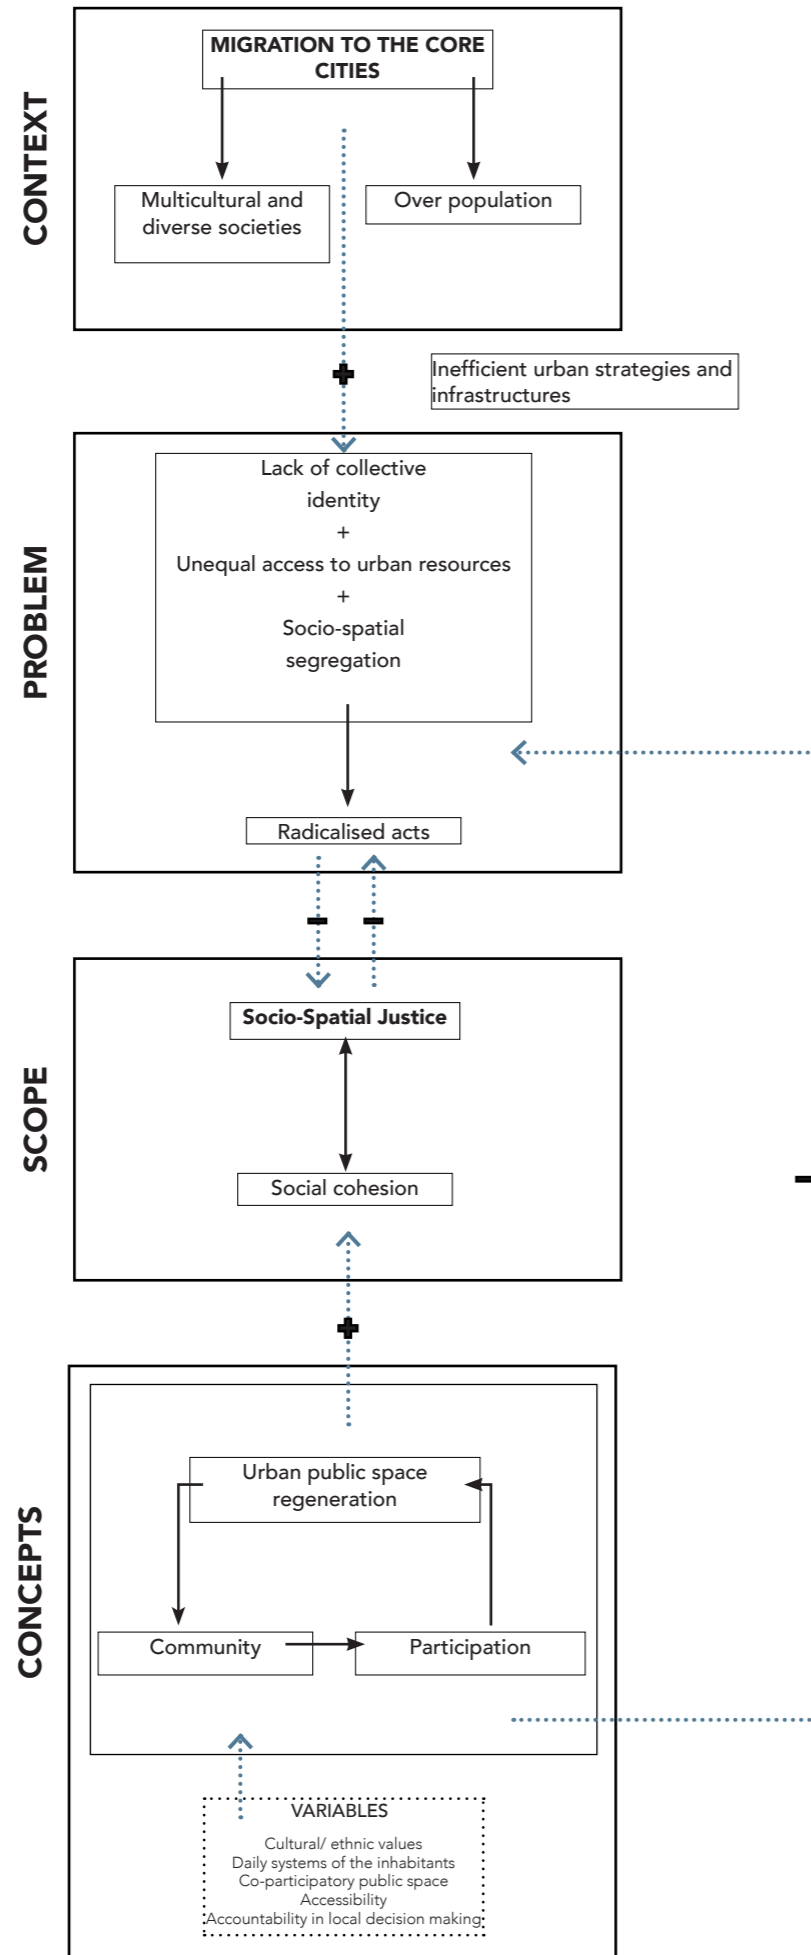 CONTEXT
MIGRATION TO THE CORE
CITIES
Multicultural and
diverse societies
Over population
+
Inefficient urban strategies and
infrastructures
PROBLEM
Lack of collective
identity
+
Unequal access to urban resources
+
Socio-spatial
segregation
Radicalised acts
- -
SCOPE
Socio-Spatial Justice
Social cohesion
-
+
CONCEPTS
Urban public space
regeneration
Community
Participation
VARIABLES
Cultural/ ethnic values
Daily systems of the inhabitants
Co-participatory public space
Accessibility
Accountability in local decision making